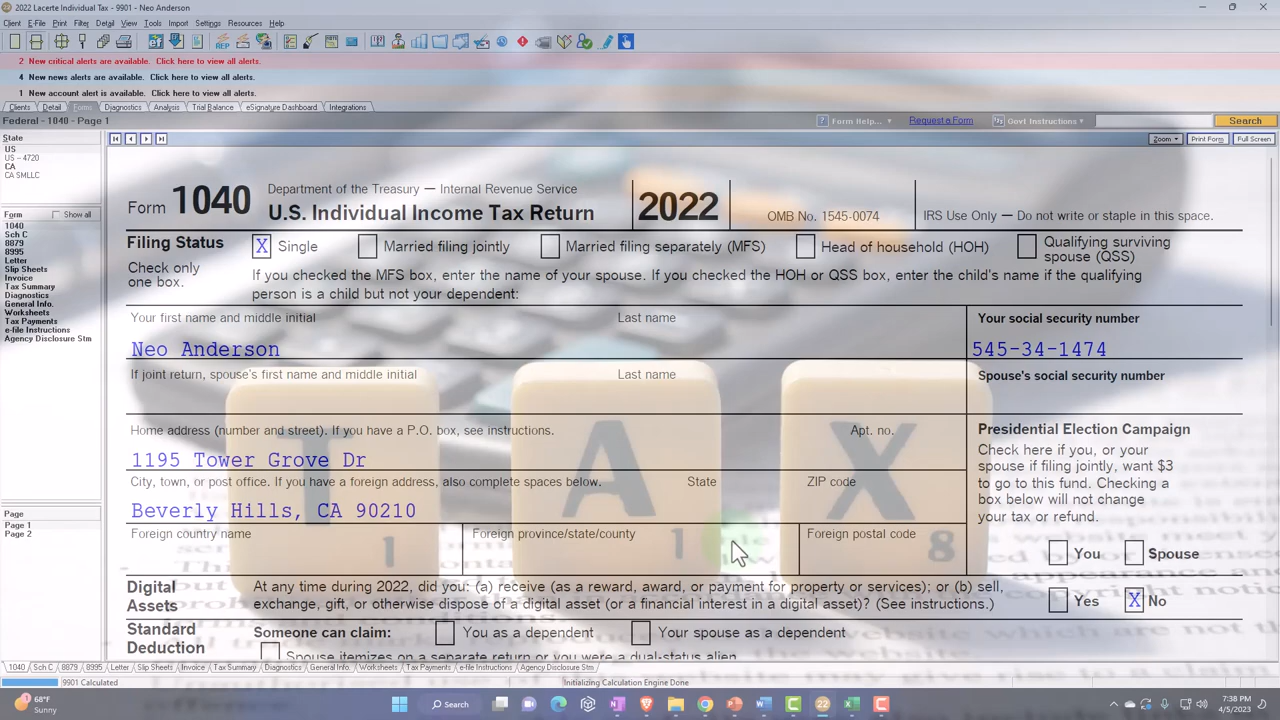 2022 Lacerte Individual Tax - 9901 - Neo Anderson
Client E-File Print Filter Detail View Tools Import Settings Resources Help
2 New critical alerts are available. Click here to view all alerts.
4 New news alerts are available. Click here to view all alerts.
1 New account alert is available. Click here to view all alerts.
Clients Detail Forms Diagnostics Analysis Trial Balance eSignature Dashboard Integrations
Federal - 1040 - Page 1 Form Help... Request a Form Govt Instructions Search
Zoom Print Form Full Screen
State
US
US - 4720
CA
CA SMLLC
Form Show all
1040
Sch C
8879
8995
Letter
Slip Sheets
Invoice
Tax Summary
Diagnostics
General Info.
Worksheets
Tax Payments
e-file Instructions
Agency Disclosure Stm
Page
Page 1
Page 2
Form 1040 Department of the Treasury — Internal Revenue Service
U.S. Individual Income Tax Return 2022 OMB No. 1545-0074 IRS Use Only — Do not write or staple in this space.
Filing Status X Single Married filing jointly Married filing separately (MFS) Head of household (HOH) Qualifying surviving spouse (QSS)
Check only one box.
If you checked the MFS box, enter the name of your spouse. If you checked the HOH or QSS box, enter the child's name if the qualifying
person is a child but not your dependent:
Your first name and middle initial Last name Your social security number
Neo Anderson 545-34-1474
If joint return, spouse's first name and middle initial Last name Spouse's social security number
Home address (number and street). If you have a P.O. box, see instructions. Apt. no.
1195 Tower Grove Dr
City, town, or post office. If you have a foreign address, also complete spaces below. State ZIP code
Beverly Hills, CA 90210
Foreign country name Foreign province/state/county Foreign postal code
Presidential Election Campaign
Check here if you, or your
spouse if filing jointly, want $3
to go to this fund. Checking a
box below will not change
your tax or refund.
You Spouse
Digital Assets
At any time during 2022, did you: (a) receive (as a reward, award, or payment for property or services); or (b) sell,
exchange, gift, or otherwise dispose of a digital asset (or a financial interest in a digital asset)? (See instructions.) Yes X No
Standard Deduction
Someone can claim: You as a dependent Your spouse as a dependent
Spouse itemizes on a separate return or you were a dual-status alien
T 1 A 1 X 8
1040 Sch C 8879 8995 Letter Slip Sheets Invoice Tax Summary Diagnostics General Info. Worksheets Tax Payments e-file Instructions Agency Disclosure Stm
9901 Calculated Initializing Calculation Engine Done
68°F
Sunny
Search
22
7:38 PM
4/5/2023